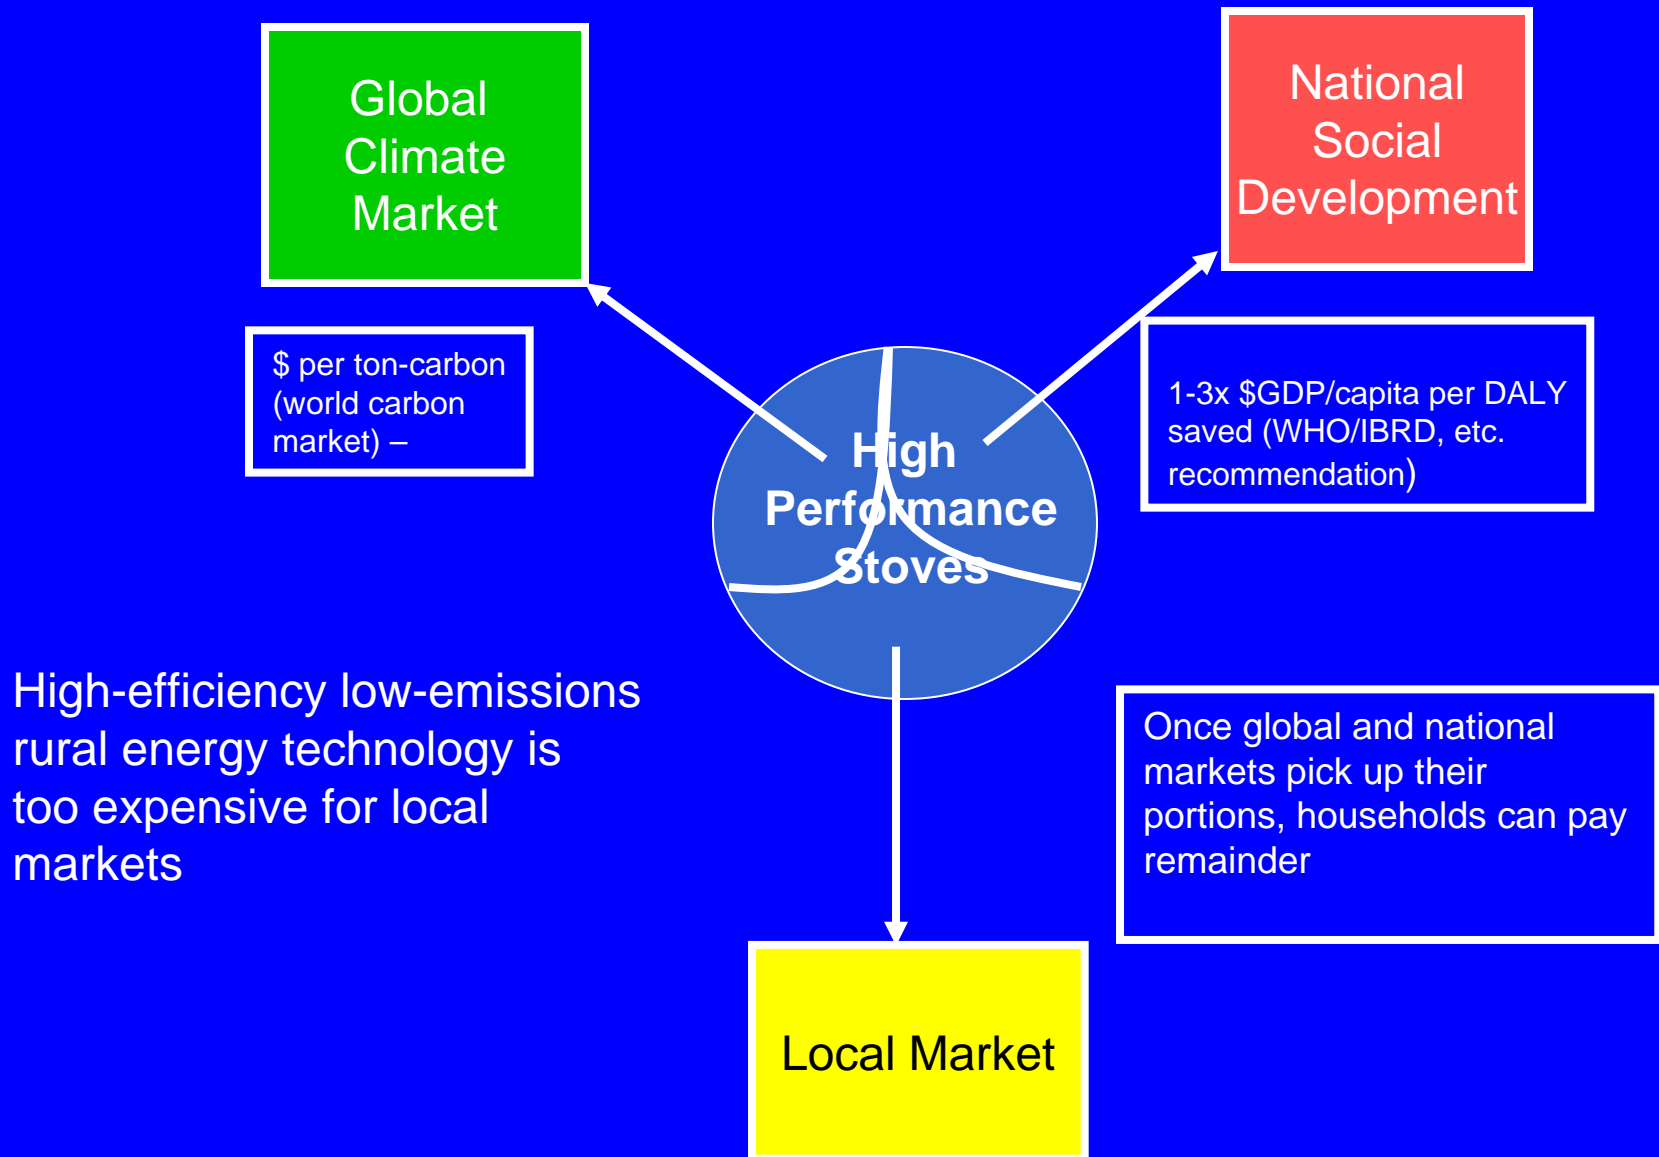 Global
Climate
Market
National
Social
Development
$ per ton-carbon
(world carbon
market) –
1-3x $GDP/capita per DALY
saved (WHO/IBRD, etc.
recommendation)
High
Performance
Stoves
High-efficiency low-emissions
rural energy technology is
too expensive for local
markets
Once global and national
markets pick up their
portions, households can pay
remainder
Local Market